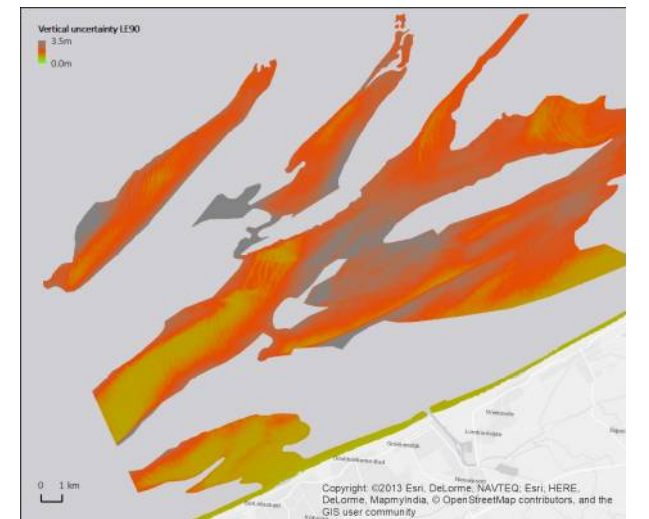 Vertical uncertainty LE90
3.5m
0.0m
0 1 km
Copyright: ©2013 Esri, DeLorme, NAVTEQ; Esri, HERE,
DeLorme, MapmyIndia, © OpenStreetMap contributors, and the
GIS user community